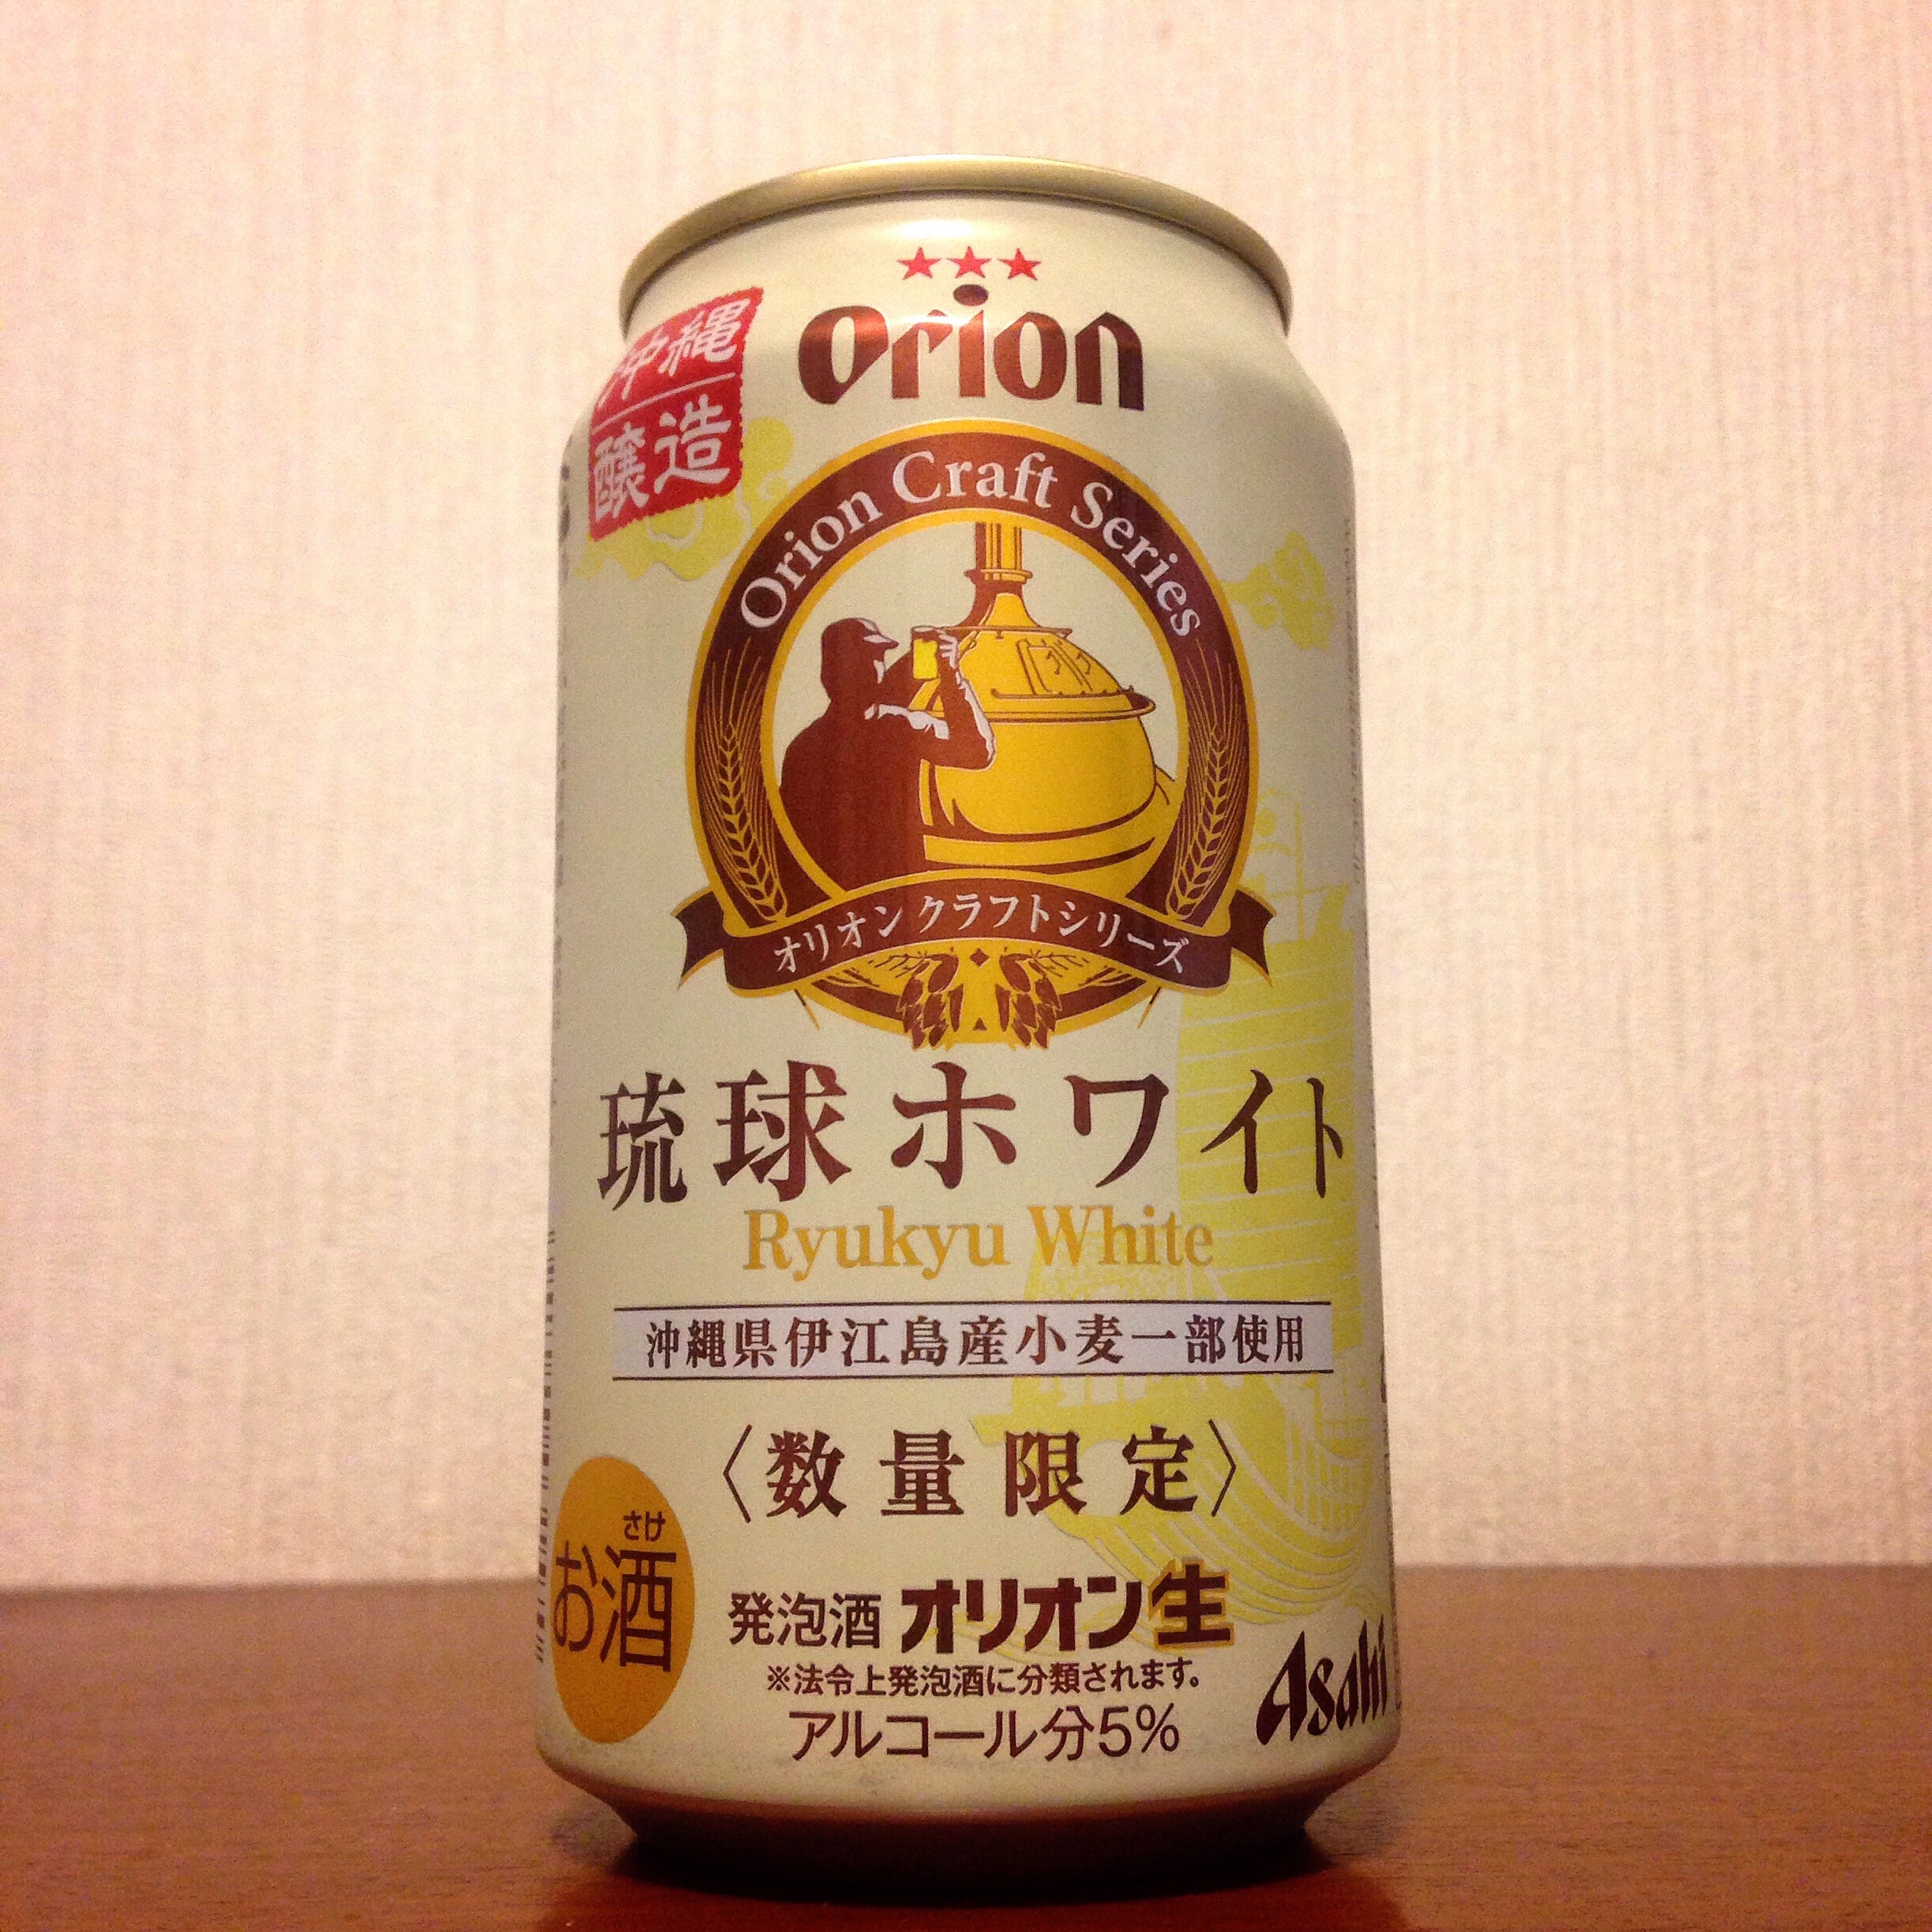 orion
沖縄
醸造
Orion Craft Series
オリオンクラフトシリーズ
琉球ホワイト
Ryukyu White
沖縄県伊江島産小麦一部使用
〈数量限定〉
さけ
お酒
発泡酒 オリオン生
※法令上発泡酒に分類されます。
アルコール分5%
Asahi